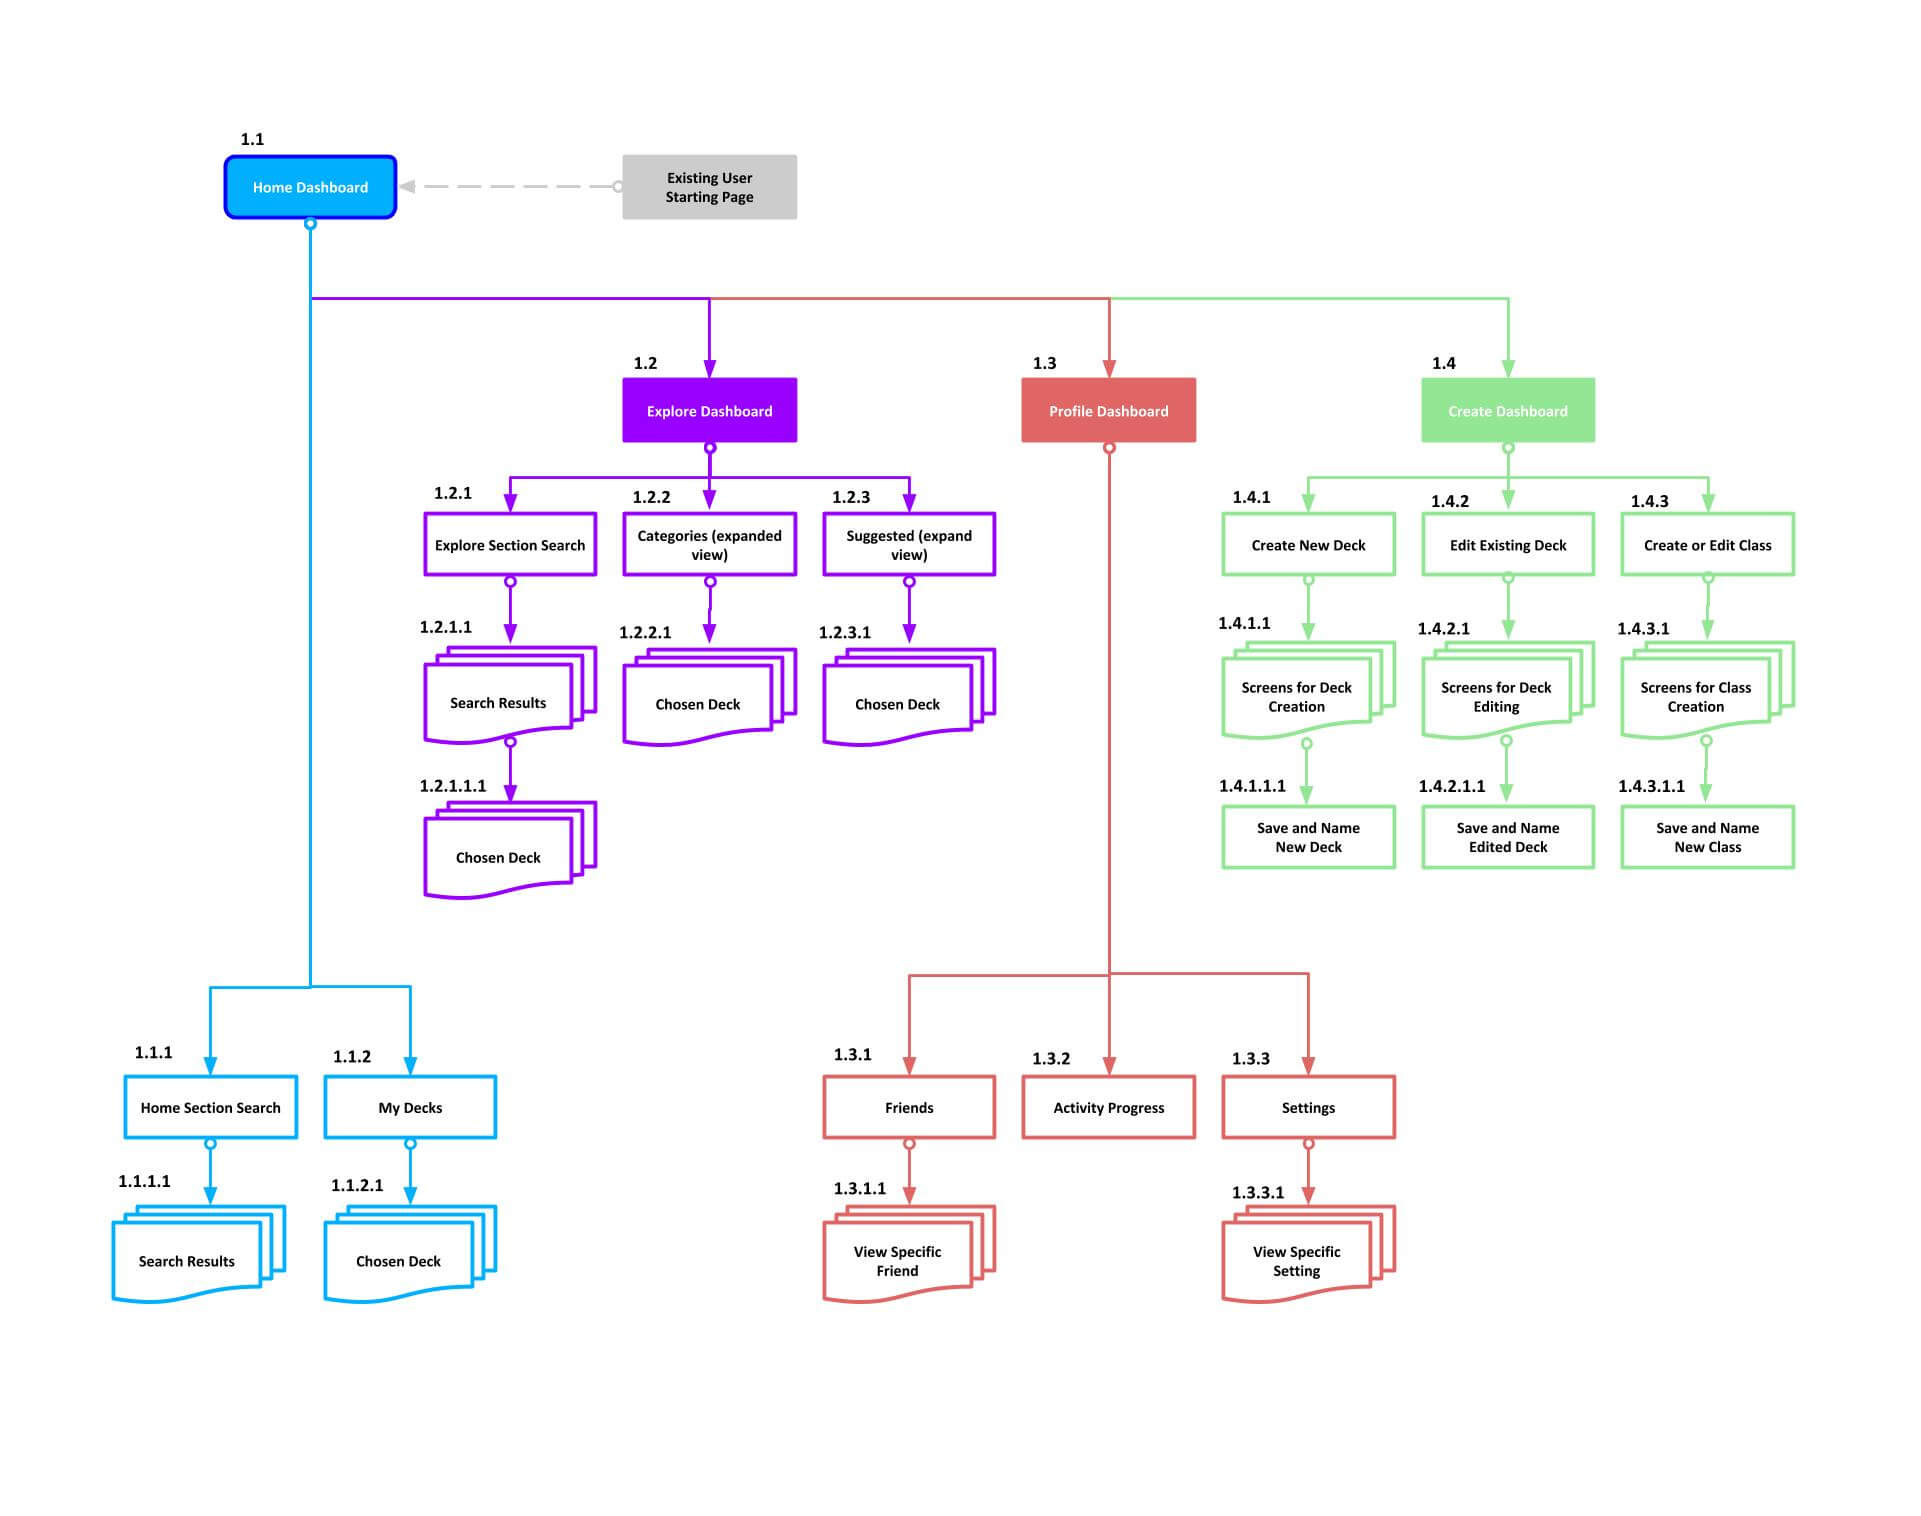 1.1
Home Dashboard
Existing User
Starting Page
1.2
Explore Dashboard
1.3
Profile Dashboard
1.4
Create Dashboard
1.2.1
Explore Section Search
1.2.2
Categories (expanded
view)
1.2.3
Suggested (expand
view)
1.4.1
Create New Deck
1.4.2
Edit Existing Deck
1.4.3
Create or Edit Class
1.2.1.1
Search Results
1.2.2.1
Chosen Deck
1.2.3.1
Chosen Deck
1.4.1.1
Screens for Deck
Creation
1.4.2.1
Screens for Deck
Editing
1.4.3.1
Screens for Class
Creation
1.2.1.1.1
Chosen Deck
1.4.1.1.1
Save and Name
New Deck
1.4.2.1.1
Save and Name
Edited Deck
1.4.3.1.1
Save and Name
New Class
1.1.1
Home Section Search
1.1.2
My Decks
1.3.1
Friends
1.3.2
Activity Progress
1.3.3
Settings
1.1.1.1
Search Results
1.1.2.1
Chosen Deck
1.3.1.1
View Specific
Friend
1.3.3.1
View Specific
Setting